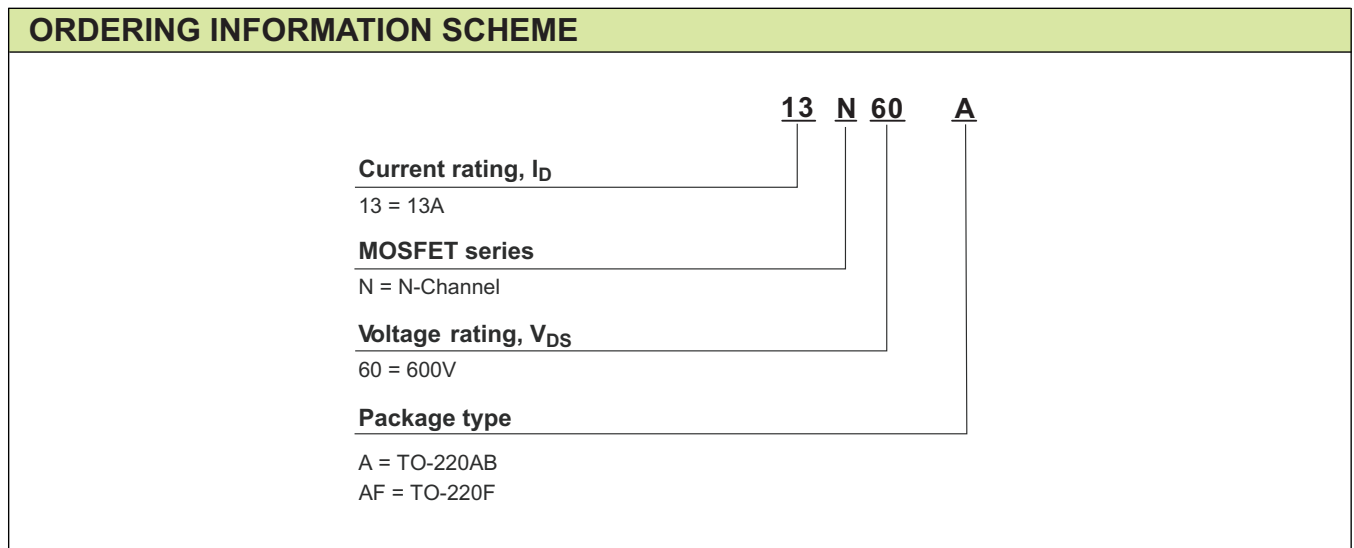 ORDERING INFORMATION SCHEME
13 N 60 A
Current rating, ID
13 = 13A
MOSFET series
N = N-Channel
Voltage rating, VDS
60 = 600V
Package type
A = TO-220AB
AF = TO-220F